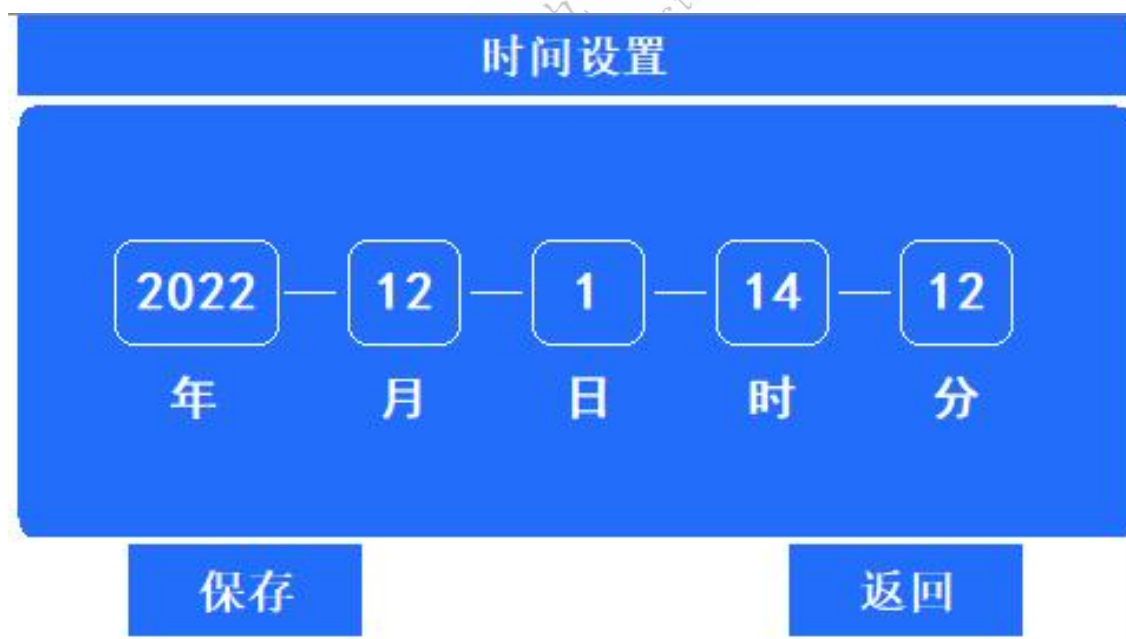 时间设置
2022 — 12 — 1 — 14 — 12
年 月 日 时 分
保存 返回